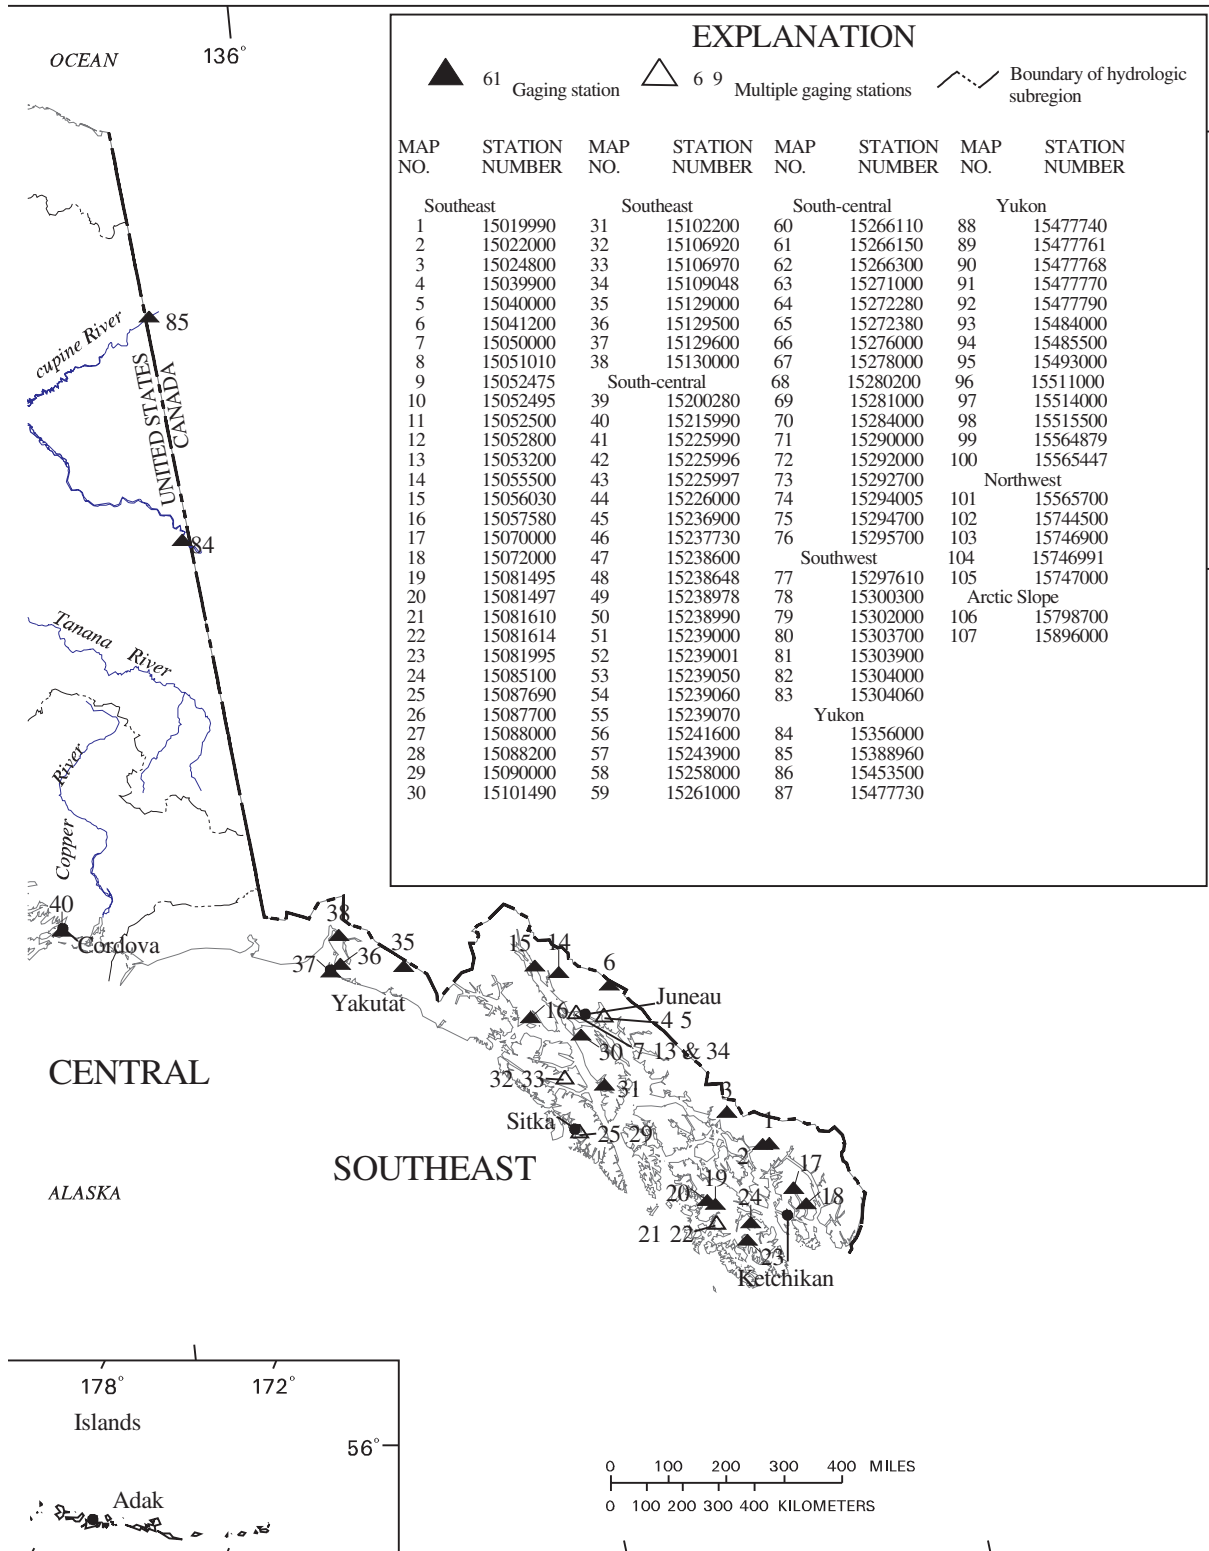 OCEAN
136°
EXPLANATION
61 Gaging station
6 9 Multiple gaging stations
Boundary of hydrologic
subregion
MAP STATION MAP STATION MAP STATION MAP STATION
NO. NUMBER NO. NUMBER NO. NUMBER NO. NUMBER
Southeast Southeast South-central Yukon
1 15019990 31 15102200 60 15266110 88 15477740
2 15022000 32 15106920 61 15266150 89 15477761
3 15024800 33 15106970 62 15266300 90 15477768
4 15039900 34 15109048 63 15271000 91 15477770
5 15040000 35 15129000 64 15272280 92 15477790
6 15041200 36 15129500 65 15272380 93 15484000
7 15050000 37 15129600 66 15276000 94 15485500
8 15051010 38 15130000 67 15278000 95 15493000
9 15052475 South-central 68 15280200 96 15511000
10 15052495 39 15200280 69 15281000 97 15514000
11 15052500 40 15215990 70 15284000 98 15515500
12 15052800 41 15225990 71 15290000 99 15564879
13 15053200 42 15225996 72 15292000 100 15565447
14 15055500 43 15225997 73 15292700 Northwest
15 15056030 44 15226000 74 15294005 101 15565700
16 15057580 45 15236900 75 15294700 102 15744500
17 15070000 46 15237730 76 15295700 103 15746900
18 15072000 47 15238600 Southwest 104 15746991
19 15081495 48 15238648 77 15297610 105 15747000
20 15081497 49 15238978 78 15300300 Arctic Slope
21 15081610 50 15238990 79 15302000 106 15798700
22 15081614 51 15239000 80 15303700 107 15896000
23 15081995 52 15239001 81 15303900
24 15085100 53 15239050 82 15304000
25 15087690 54 15239060 83 15304060
26 15087700 55 15239070 Yukon
27 15088000 56 15241600 84 15356000
28 15088200 57 15243900 85 15388960
29 15090000 58 15258000 86 15453500
30 15101490 59 15261000 87 15477730
85
cupine River
UNITED STATES
CANADA
84
Tanana River
Copper River
40
Cordova
38
35
37
36
Yakutat
15 14
6
Juneau
16
4 5
30
7 13 & 34
32 33
31
3
Sitka
25 29
1
2
CENTRAL
SOUTHEAST
ALASKA
17
19
20
24
18
21 22
23
Ketchikan
178° 172°
Islands
56°
Adak
0 100 200 300 400 MILES
0 100 200 300 400 KILOMETERS